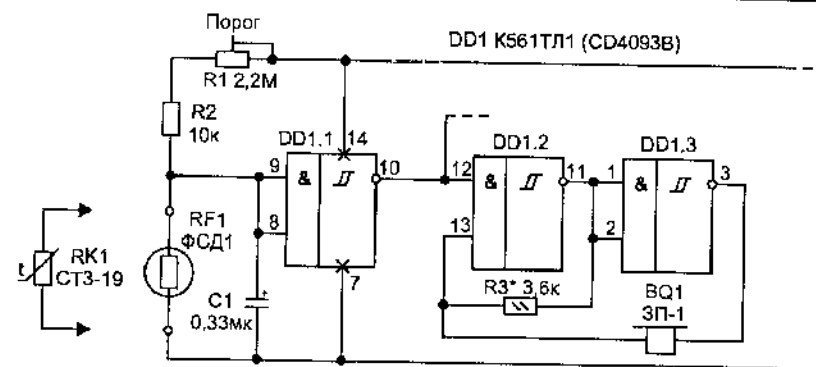 Порог
DD1 К561ТЛ1 (CD4093B)
R1 2,2М
R2
10к
DD1.1
14
9
&
10
8
7
DD1.2
12
&
11
13
DD1.3
1
&
3
2
R3* 3,6к
BQ1
ЗП-1
RF1
ФСД1
t
RK1
СТ3-19
C1
+
0,33мк